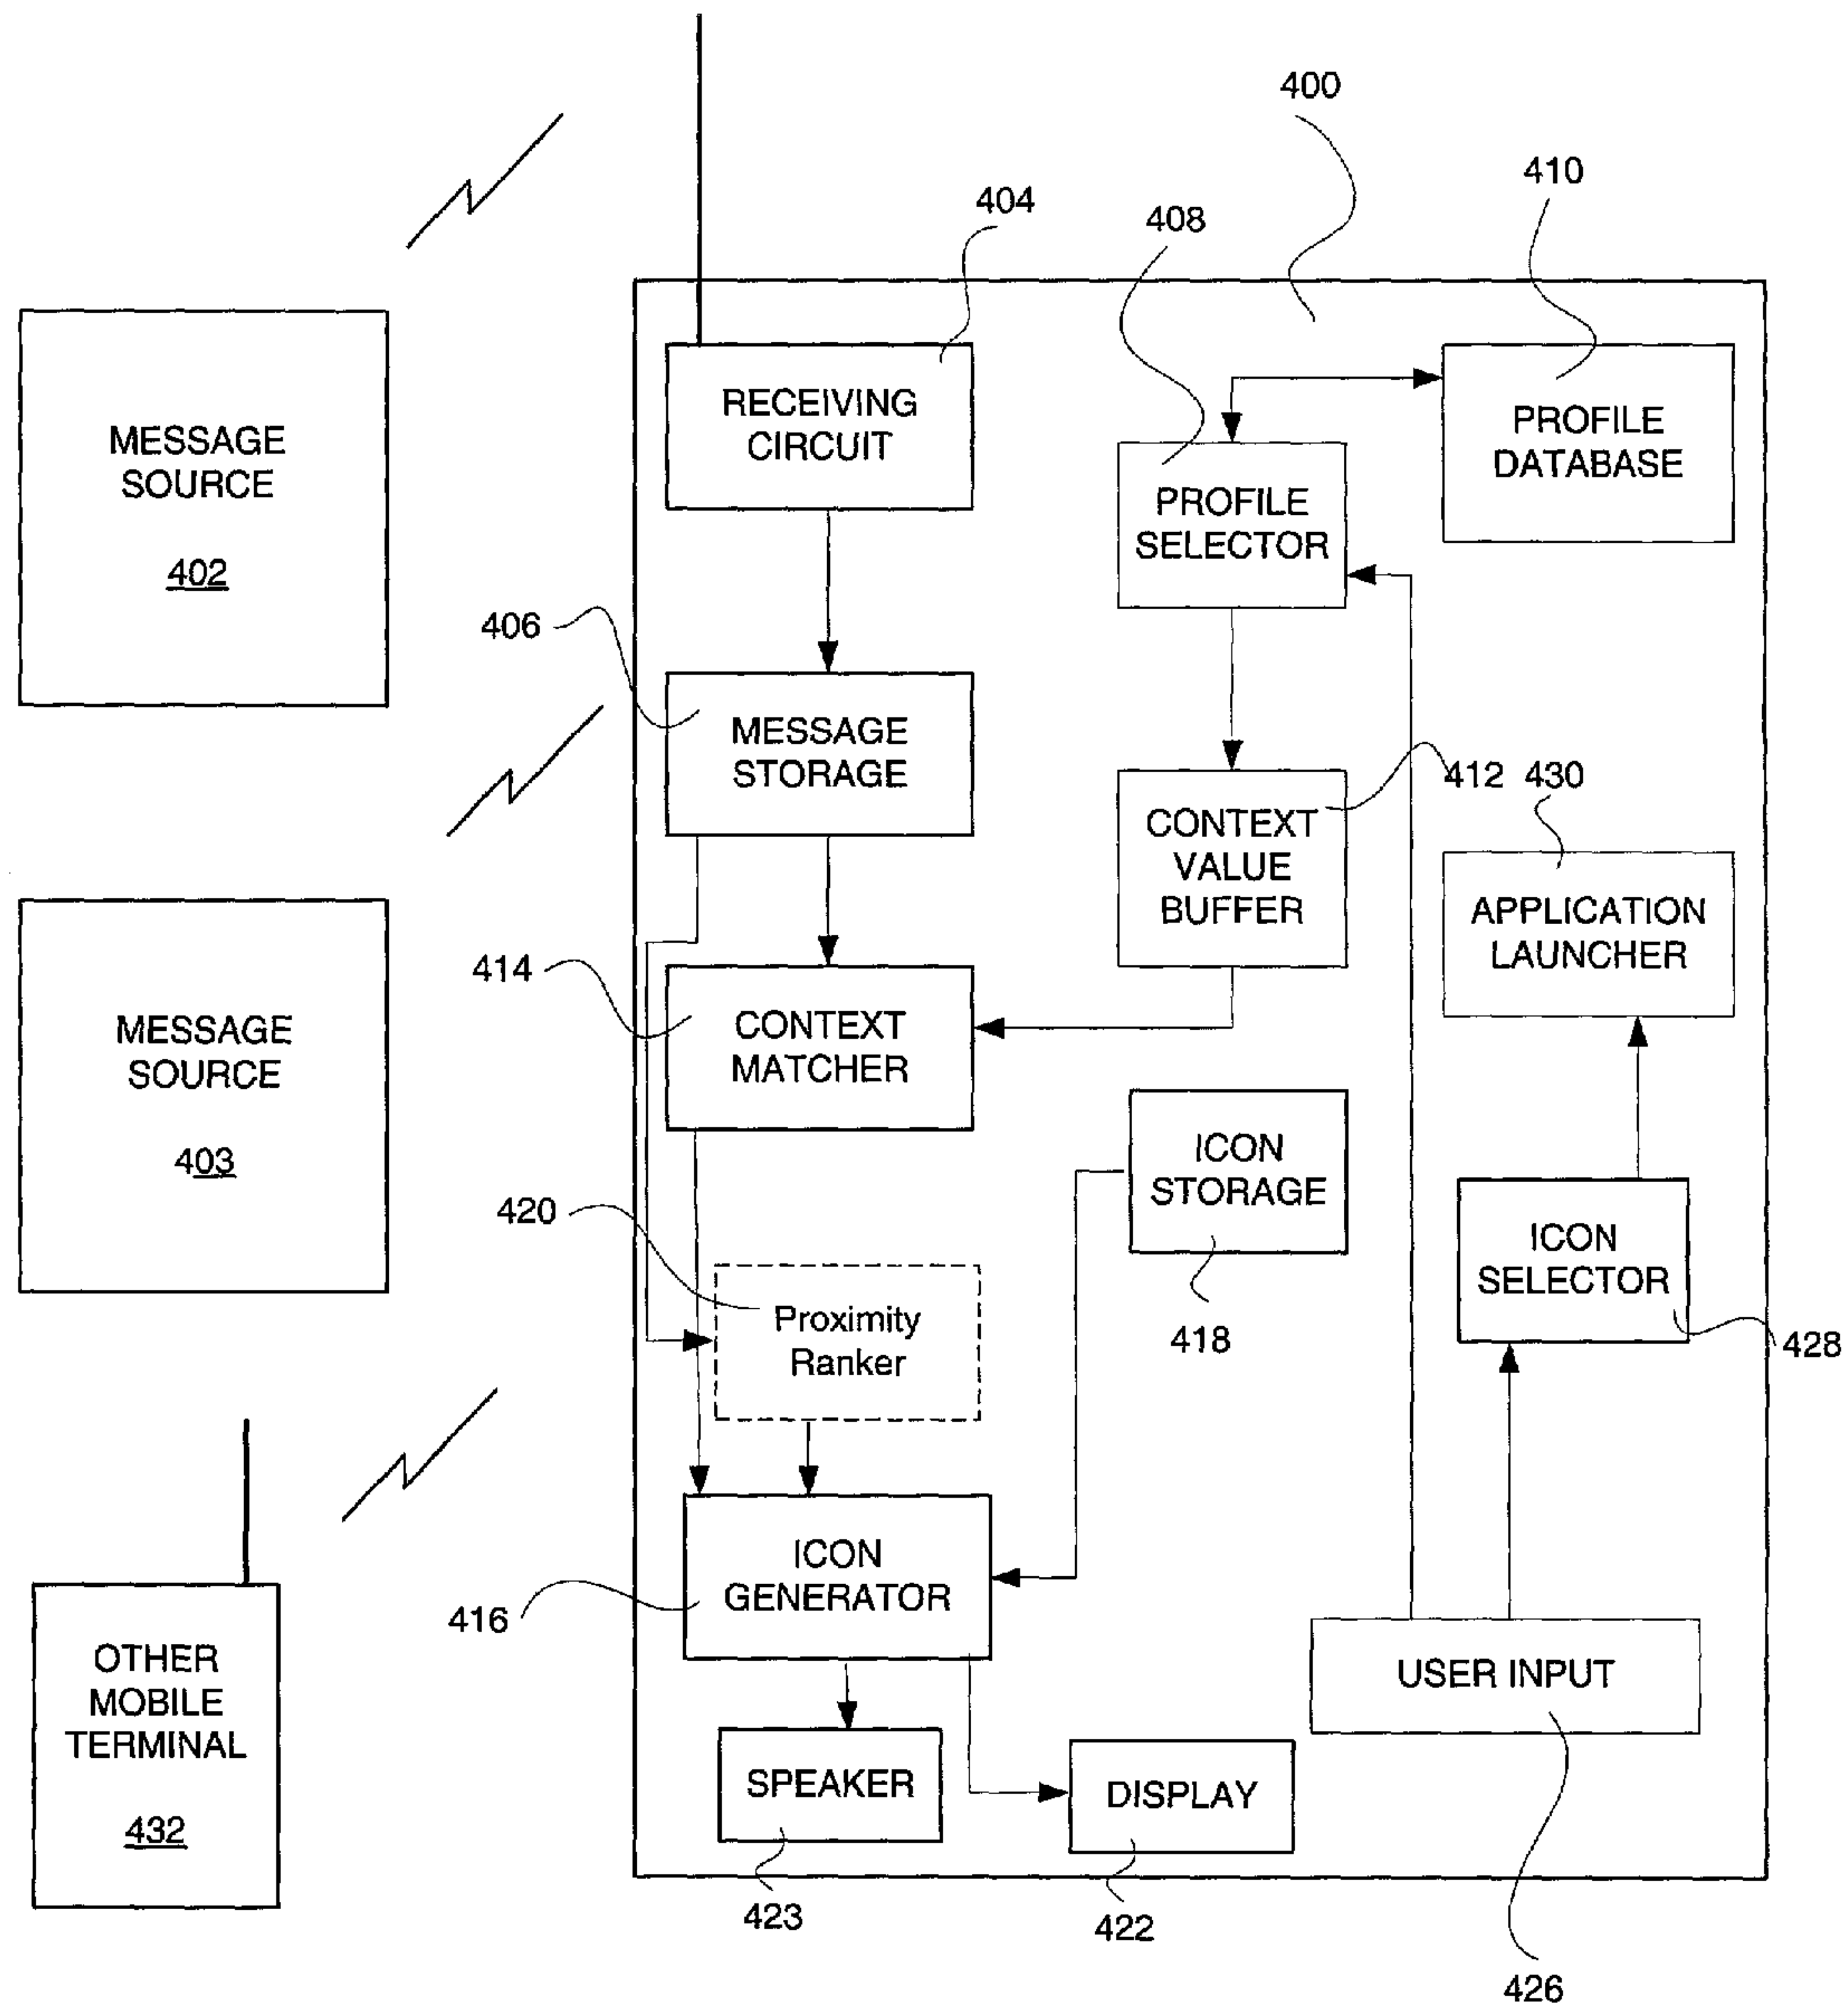 400
410
404
408
RECEIVING
CIRCUIT
PROFILE
DATABASE
MESSAGE
SOURCE
402
PROFILE
SELECTOR
406
MESSAGE
STORAGE
412
430
CONTEXT
VALUE
BUFFER
APPLICATION
LAUNCHER
414
CONTEXT
MATCHER
MESSAGE
SOURCE
403
ICON
STORAGE
420
418
Proximity
Ranker
ICON
SELECTOR
428
ICON
GENERATOR
416
OTHER
MOBILE
TERMINAL
432
USER INPUT
SPEAKER
DISPLAY
423
422
426